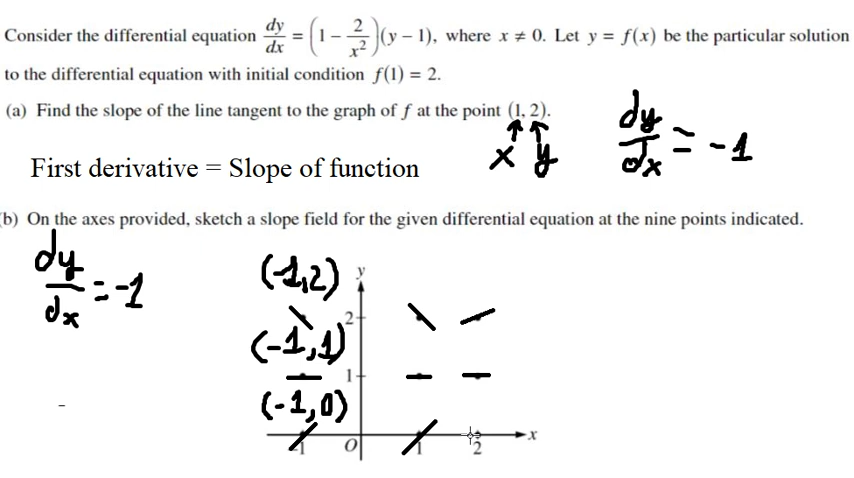 Consider the differential equation dy/dx = (1 − 2/x²)(y − 1), where x ≠ 0. Let y = f(x) be the particular solution
to the differential equation with initial condition f(1) = 2.
(a) Find the slope of the line tangent to the graph of f at the point (1, 2).
x y
dy/dx = -1
First derivative = Slope of function
b) On the axes provided, sketch a slope field for the given differential equation at the nine points indicated.
dy/dx = -1
(-1,2) y
2
(-1,1)
1
(-1,0)
-1 O 1 2 x